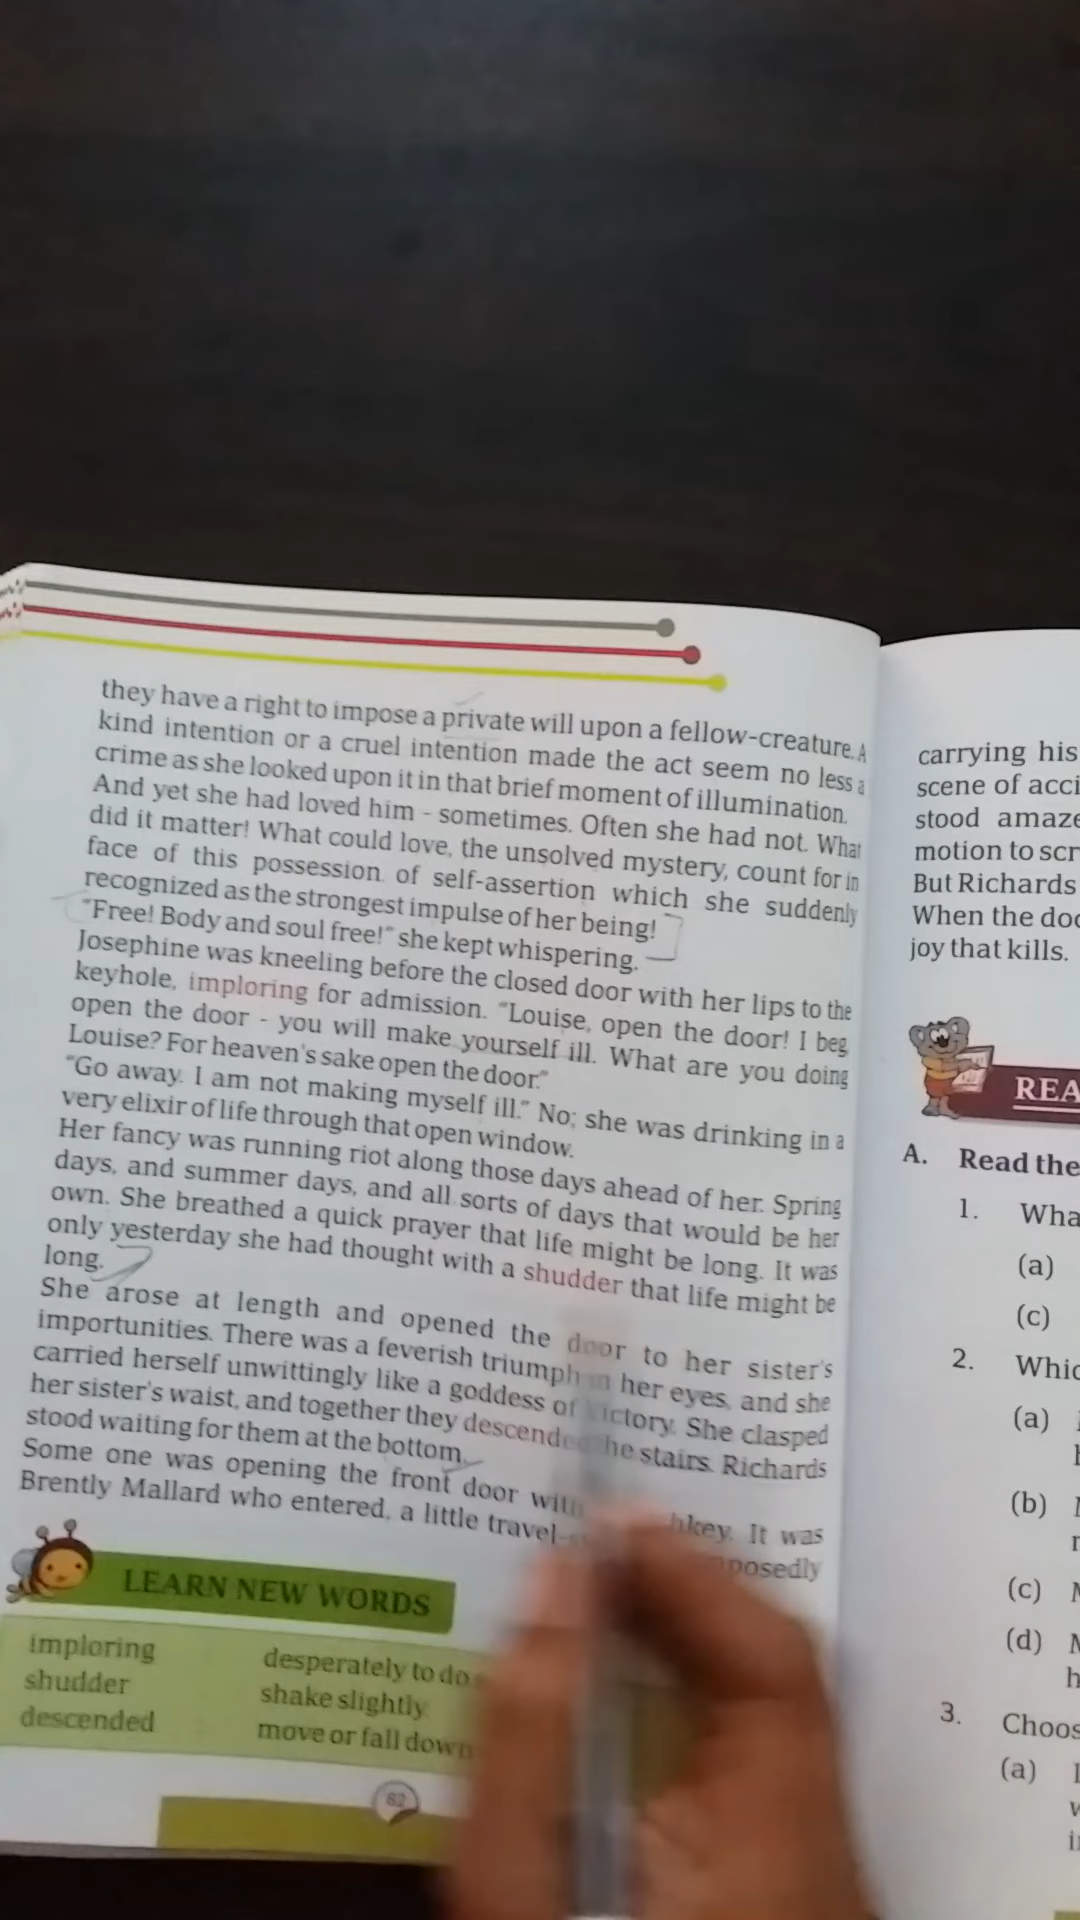 they have a right to impose a private will upon a fellow-creature. A
kind intention or a cruel intention made the act seem no less a
crime as she looked upon it in that brief moment of illumination.
And yet she had loved him - sometimes. Often she had not. What
did it matter! What could love, the unsolved mystery, count for in
face of this possession of self-assertion which she suddenly
recognized as the strongest impulse of her being!
"Free! Body and soul free!" she kept whispering.
Josephine was kneeling before the closed door with her lips to the
keyhole, imploring for admission. "Louise, open the door! I beg
open the door - you will make yourself ill. What are you doing
Louise? For heaven's sake open the door."
"Go away. I am not making myself ill." No; she was drinking in a
very elixir of life through that open window.
Her fancy was running riot along those days ahead of her. Spring
days, and summer days, and all sorts of days that would be her
own. She breathed a quick prayer that life might be long. It was
only yesterday she had thought with a shudder that life might be
long.
She arose at length and opened the door to her sister's
importunities. There was a feverish triumph in her eyes, and she
carried herself unwittingly like a goddess of victory. She clasped
her sister's waist, and together they descended the stairs. Richards
stood waiting for them at the bottom.
Some one was opening the front door with It was
Brently Mallard who entered, a little
LEARN NEW WORDS
imploring desperately to do
shudder shake slightly
descended move or fall down
82
carrying his
scene of
stood
motion to
But Richards
When the
joy that kills.
A. Read the
1.
(a)
(c)
2.
(a)
(b)
(c)
(d)
3.
(a)